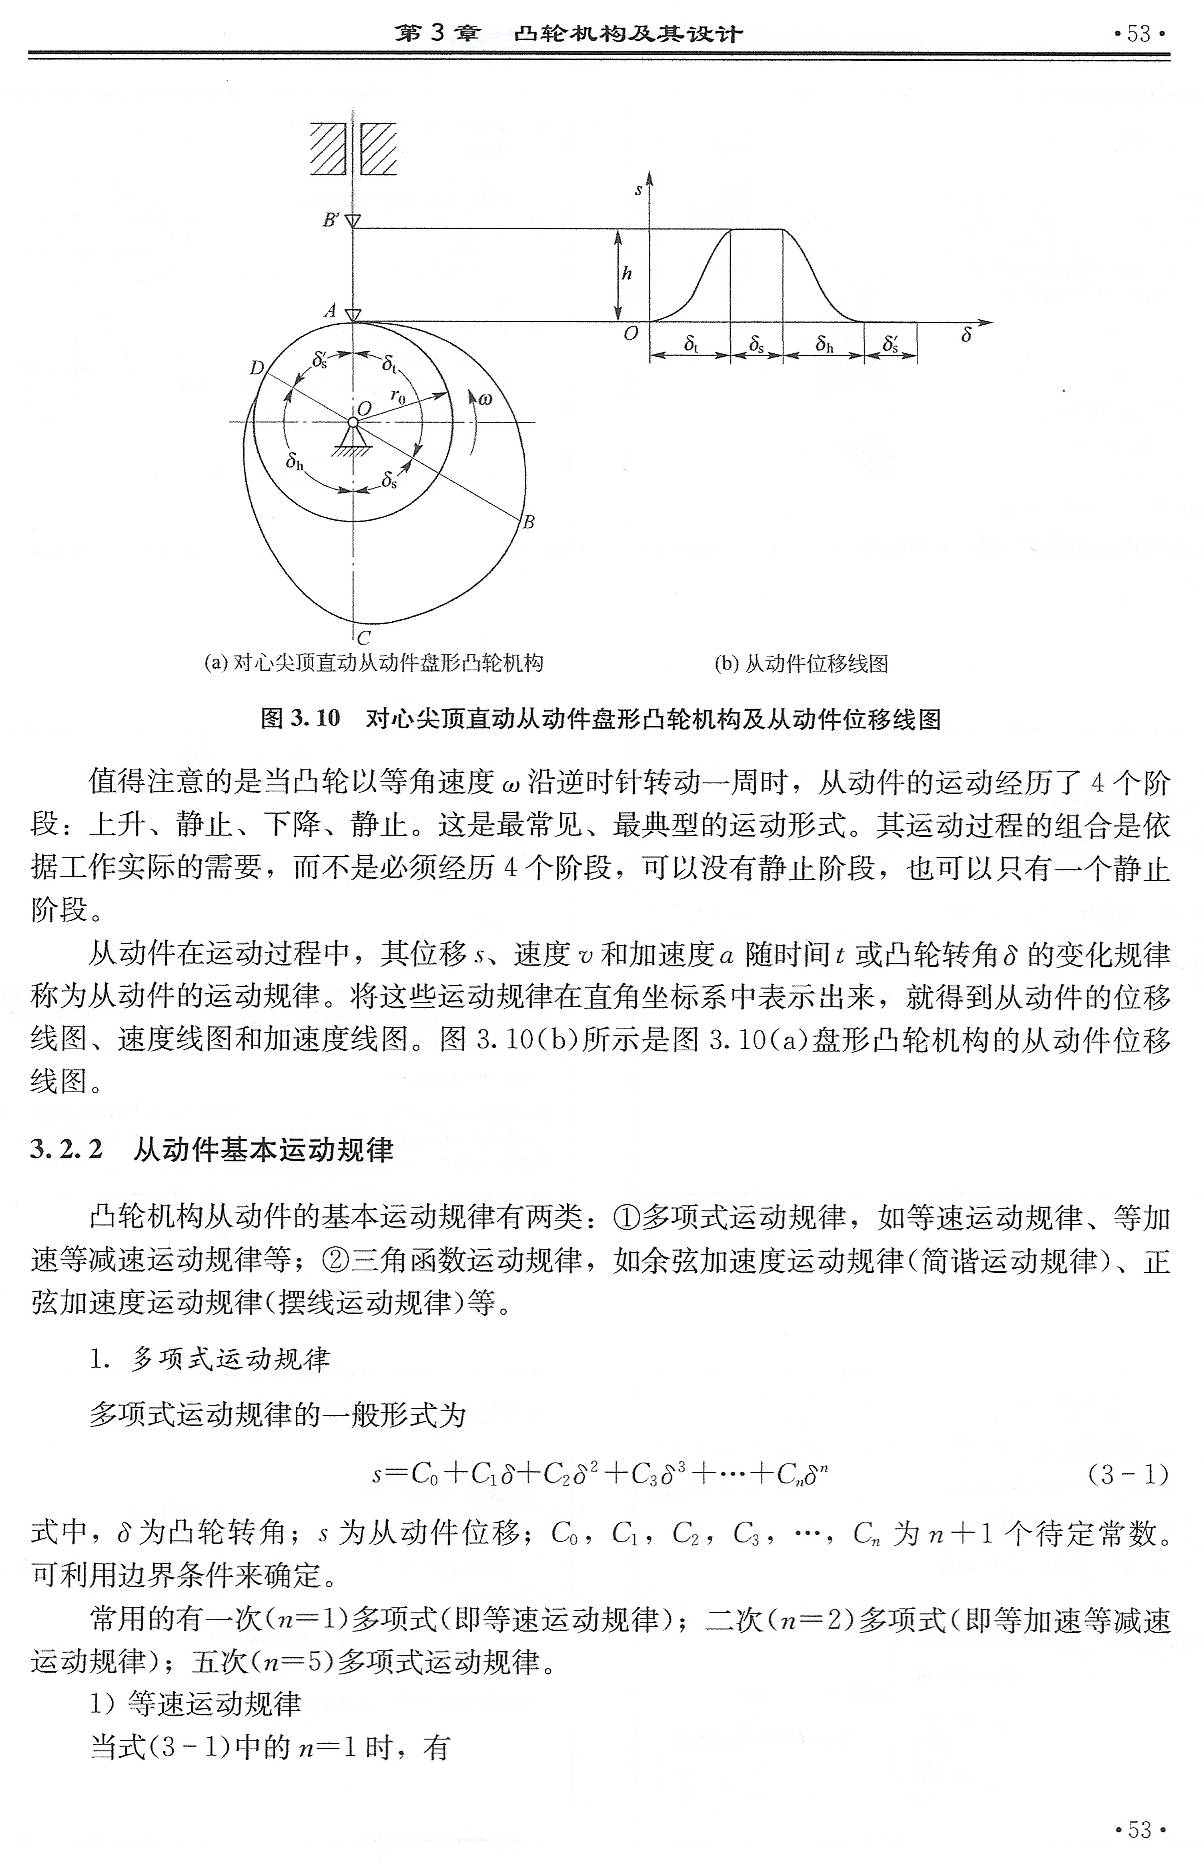 第3章 凸轮机构及其设计 ·53·
B′
s
h
A
O
δ
δt δs δh δs′
D
δs′ δt
r0
O
ω
δh
δs
B
C
(a) 对心尖顶直动从动件盘形凸轮机构 (b) 从动件位移线图
图 3.10 对心尖顶直动从动件盘形凸轮机构及从动件位移线图
值得注意的是当凸轮以等角速度 ω 沿逆时针转动一周时，从动件的运动经历了 4 个阶
段：上升、静止、下降、静止。这是最常见、最典型的运动形式。其运动过程的组合是依
据工作实际的需要，而不是必须经历 4 个阶段，可以没有静止阶段，也可以只有一个静止
阶段。
从动件在运动过程中，其位移 s、速度 v 和加速度 a 随时间 t 或凸轮转角 δ 的变化规律
称为从动件的运动规律。将这些运动规律在直角坐标系中表示出来，就得到从动件的位移
线图、速度线图和加速度线图。图 3.10(b)所示是图 3.10(a)盘形凸轮机构的从动件位移
线图。
3.2.2 从动件基本运动规律
凸轮机构从动件的基本运动规律有两类：①多项式运动规律，如等速运动规律、等加
速等减速运动规律等；②三角函数运动规律，如余弦加速度运动规律(简谐运动规律)、正
弦加速度运动规律(摆线运动规律)等。
1. 多项式运动规律
多项式运动规律的一般形式为
s=C₀+C₁δ+C₂δ²+C₃δ³+⋯+Cₙδⁿ (3-1)
式中，δ 为凸轮转角；s 为从动件位移；C₀，C₁，C₂，C₃，⋯，Cₙ 为 n+1 个待定常数。
可利用边界条件来确定。
常用的有一次(n=1)多项式(即等速运动规律)；二次(n=2)多项式(即等加速等减速
运动规律)；五次(n=5)多项式运动规律。
1) 等速运动规律
当式(3-1)中的 n=1 时，有
·53·